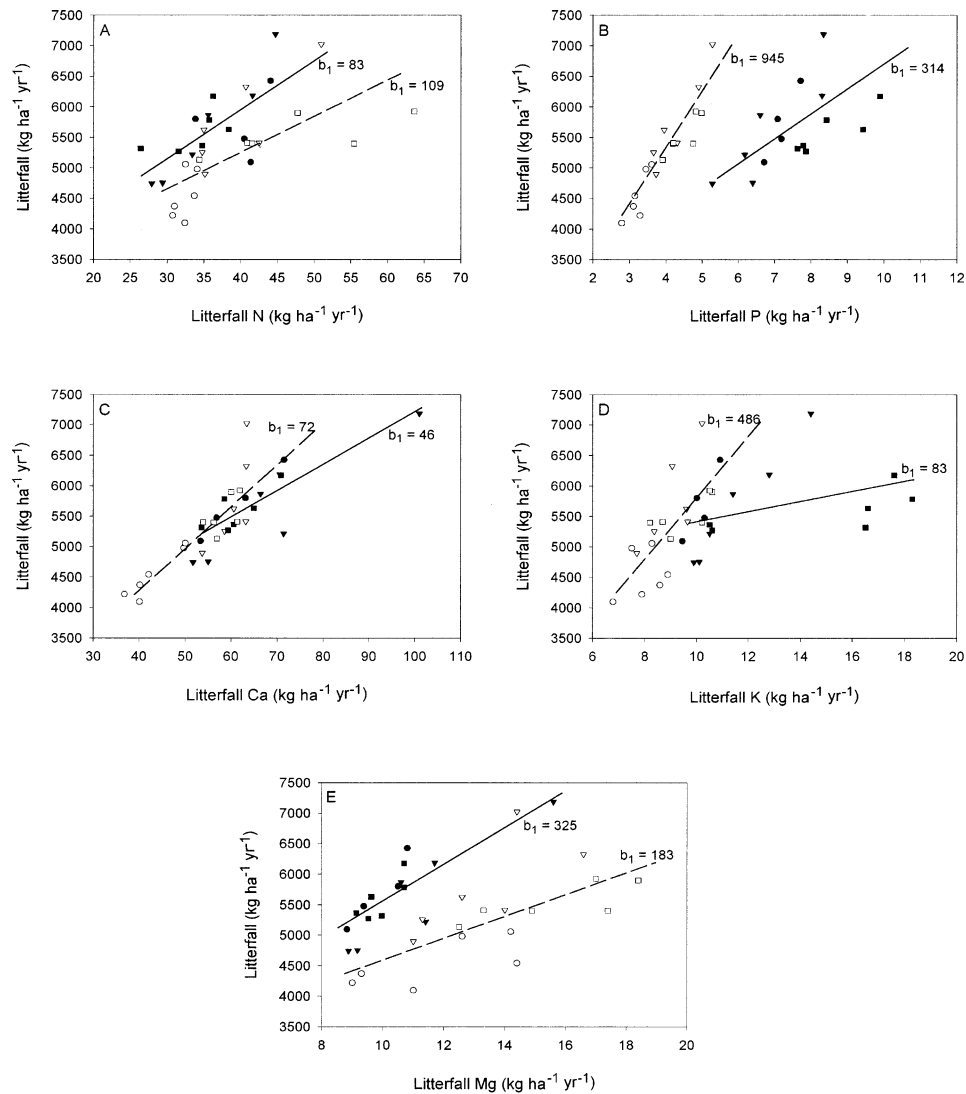 A
7500
7000
6500
6000
5500
5000
4500
4000
3500
Litterfall (kg ha⁻¹ yr⁻¹)
b₁ = 83
b₁ = 109
20 25 30 35 40 45 50 55 60 65 70
Litterfall N (kg ha⁻¹ yr⁻¹)
B
7500
7000
6500
6000
5500
5000
4500
4000
3500
Litterfall (kg ha⁻¹ yr⁻¹)
b₁ = 945
b₁ = 314
2 3 4 5 6 7 8 9 10 11 12
Litterfall P (kg ha⁻¹ yr⁻¹)
C
7500
7000
6500
6000
5500
5000
4500
4000
3500
Litterfall (kg ha⁻¹ yr⁻¹)
b₁ = 72
b₁ = 46
30 40 50 60 70 80 90 100 110
Litterfall Ca (kg ha⁻¹ yr⁻¹)
D
7500
7000
6500
6000
5500
5000
4500
4000
3500
Litterfall (kg ha⁻¹ yr⁻¹)
b₁ = 486
b₁ = 83
6 8 10 12 14 16 18 20
Litterfall K (kg ha⁻¹ yr⁻¹)
E
7500
7000
6500
6000
5500
5000
4500
4000
3500
Litterfall (kg ha⁻¹ yr⁻¹)
b₁ = 325
b₁ = 183
8 10 12 14 16 18 20
Litterfall Mg (kg ha⁻¹ yr⁻¹)